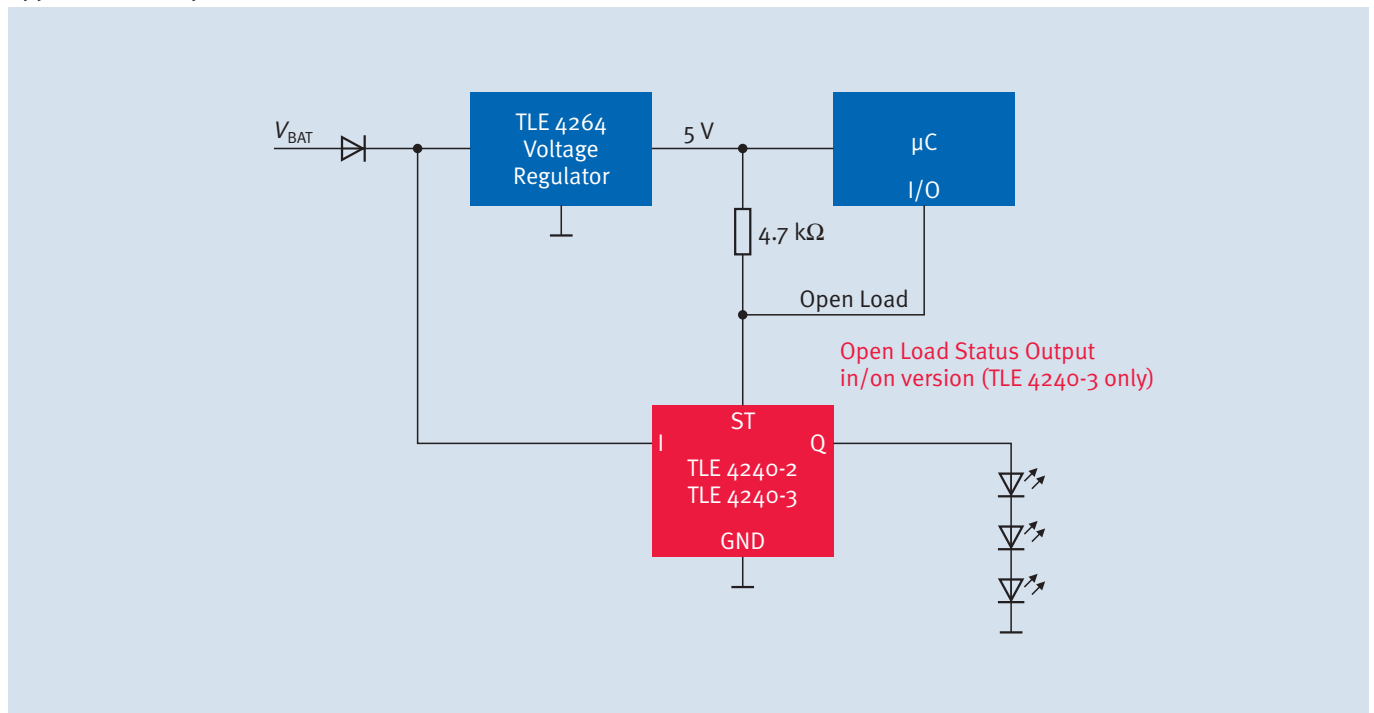 V_BAT
TLE 4264
Voltage
Regulator
5 V
µC
I/O
4.7 kΩ
Open Load
Open Load Status Output
in/on version (TLE 4240-3 only)
ST
I
Q
TLE 4240-2
TLE 4240-3
GND